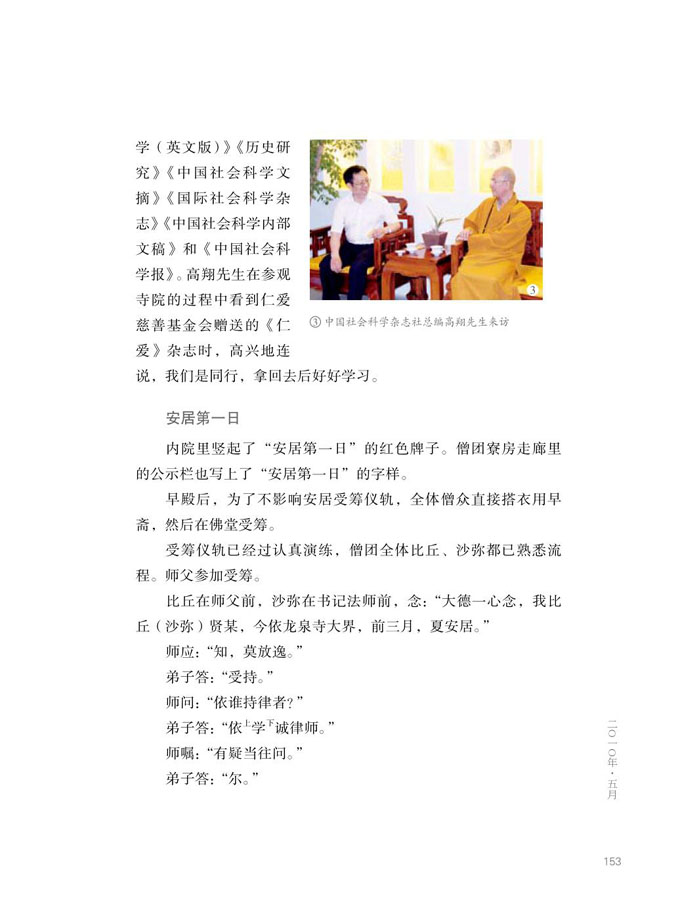 学（英文版）》《历史研
究》《中国社会科学文
摘》《国际社会科学杂
志》《中国社会科学内部
文稿》和《中国社会科
学报》。高翔先生在参观
寺院的过程中看到仁爱
慈善基金会赠送的《仁
爱》杂志时，高兴地连
说，我们是同行，拿回去后好好学习。
③
③ 中国社会科学杂志社总编高翔先生来访
安居第一日
内院里竖起了“安居第一日”的红色牌子。僧团寮房走廊里
的公示栏也写上了“安居第一日”的字样。
早殿后，为了不影响安居受筹仪轨，全体僧众直接搭衣用早
斋，然后在佛堂受筹。
受筹仪轨已经过认真演练，僧团全体比丘、沙弥都已熟悉流
程。师父参加受筹。
比丘在师父前，沙弥在书记法师前，念：“大德一心念，我比
丘（沙弥）贤某，今依龙泉寺大界，前三月，夏安居。”
师应：“知，莫放逸。”
弟子答：“受持。”
师问：“依谁持律者？”
弟子答：“依上学下诚律师。”
师嘱：“有疑当往问。”
弟子答：“尔。”
二〇一〇年·五月
153